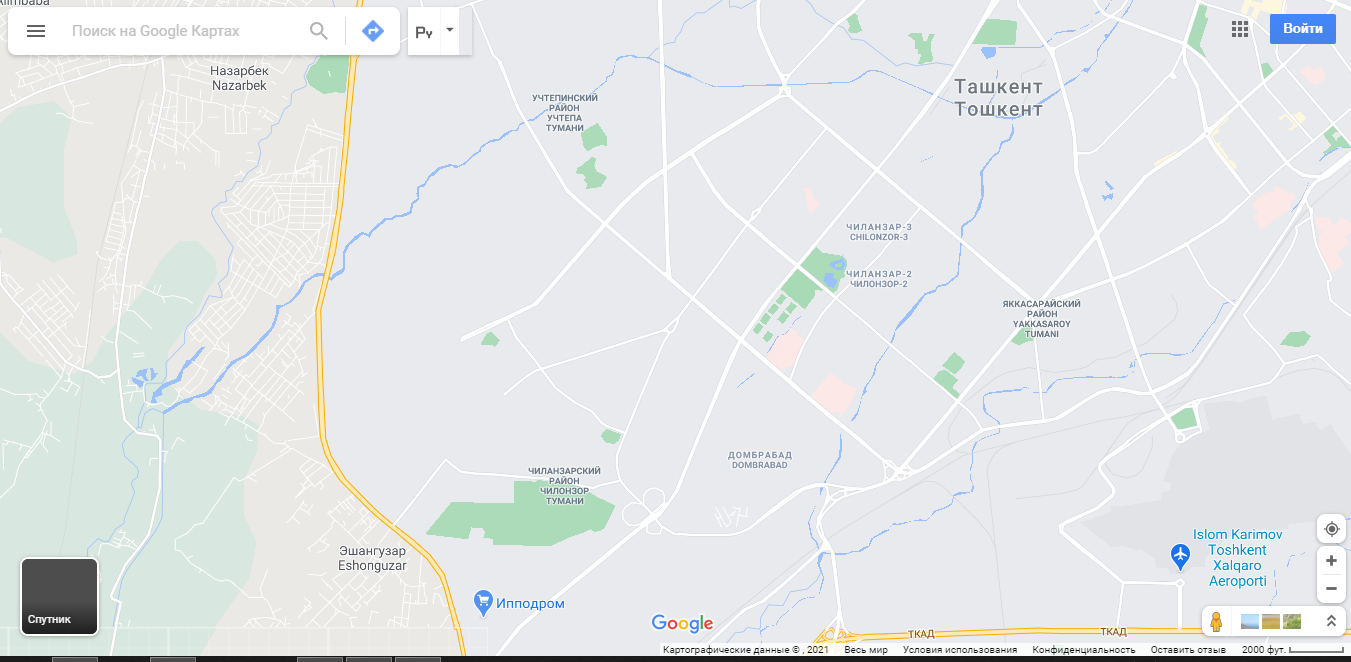 Alimbaba
Поиск на Google Картах
Ру
Войти
Назарбек
Nazarbek
Ташкент
Тошкент
УЧТЕПИНСКИЙ
РАЙОН
УЧТЕПА
ТУМАНИ
ЧИЛАНЗАР-3
CHILONZOR-3
ЧИЛАНЗАР-2
ЧИЛОНЗОР-2
ЯККАСАРАЙСКИЙ
РАЙОН
YAKKASAROY
TUMANI
ДОМБРАБАД
DOMBRABAD
ЧИЛАНЗАРСКИЙ
РАЙОН
ЧИЛОНЗОР
ТУМАНИ
Эшангузар
Eshonguzar
Islom Karimov
Toshkent
Xalqaro
Aeroporti
Ипподром
Спутник
Google
ТКАД
ТКАД
Картографические данные © , 2021 Весь мир Условия использования Конфиденциальность Оставить отзыв 2000 фут.